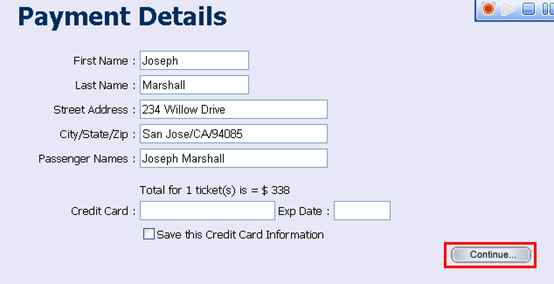 Payment Details
First Name : Joseph
Last Name : Marshall
Street Address : 234 Willow Drive
City/State/Zip : San Jose/CA/94085
Passenger Names : Joseph Marshall
Total for 1 ticket(s) is = $ 338
Credit Card : Exp Date :
Save this Credit Card Information
Continue...